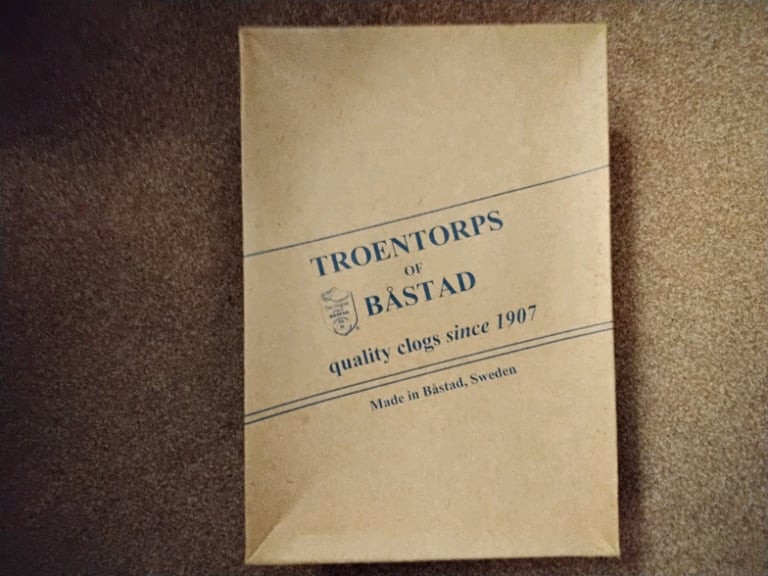 TROENTORPS
OF
BÅSTAD
quality clogs since 1907
Made in Båstad, Sweden